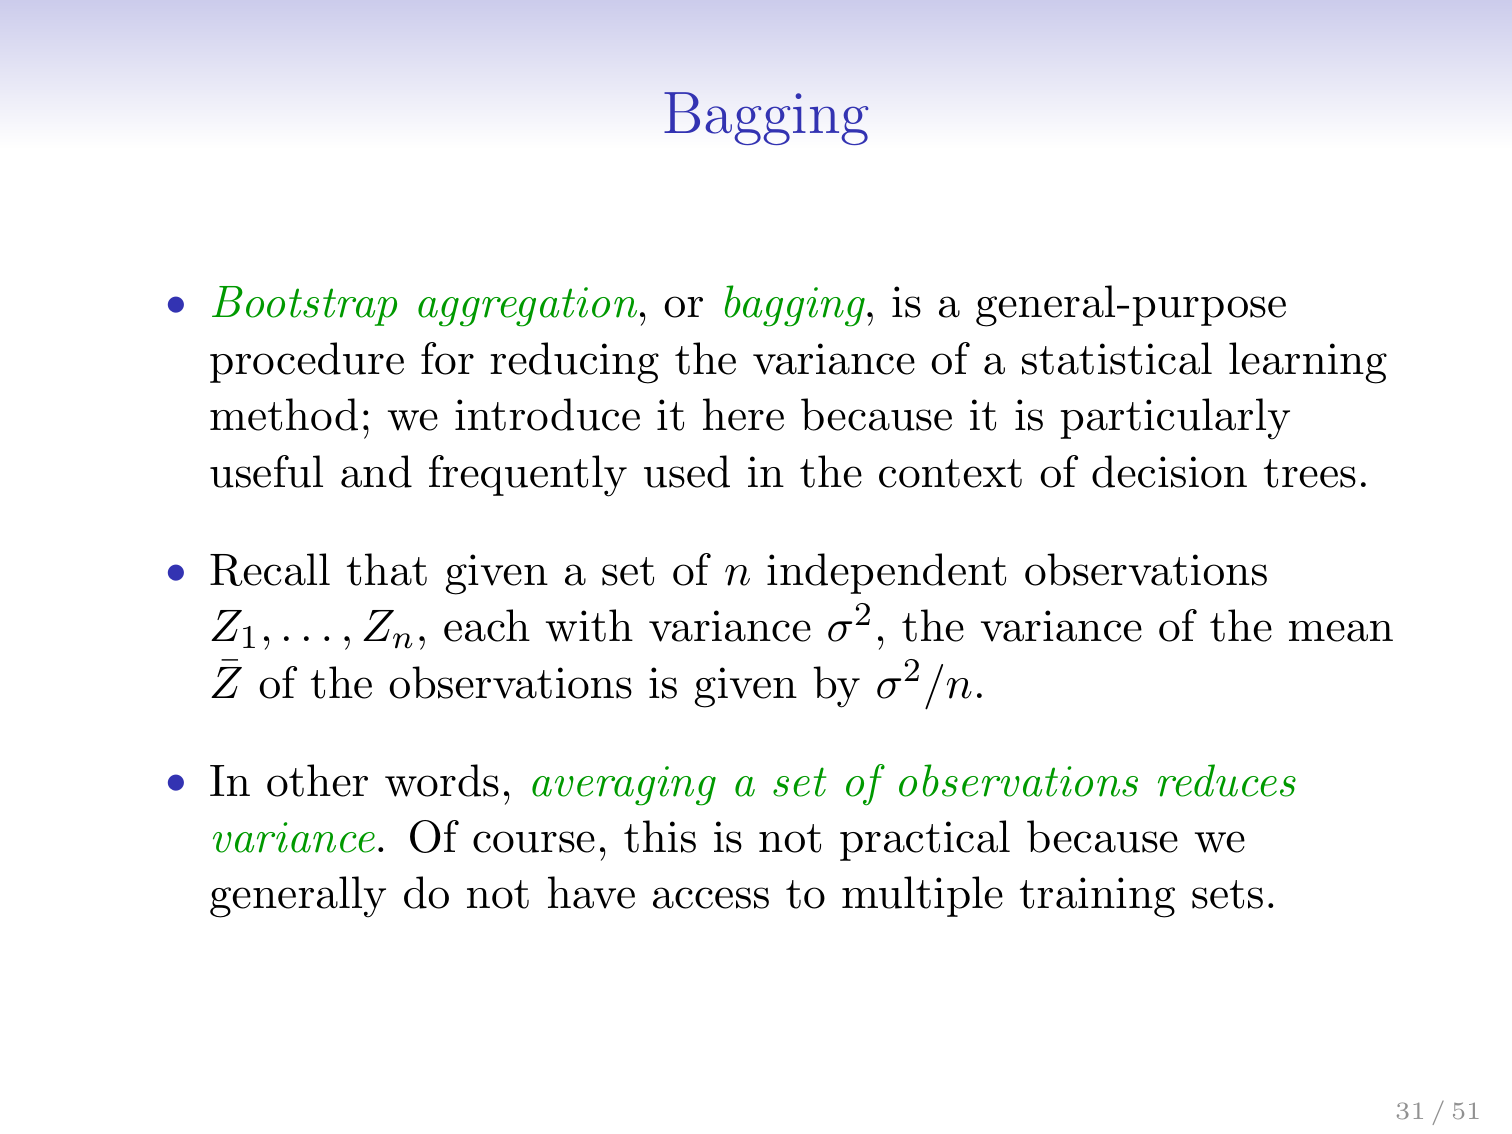 Bagging
• Bootstrap aggregation, or bagging, is a general-purpose
procedure for reducing the variance of a statistical learning
method; we introduce it here because it is particularly
useful and frequently used in the context of decision trees.
• Recall that given a set of n independent observations
Z₁, . . . , Zₙ, each with variance σ², the variance of the mean
Z̄ of the observations is given by σ²/n.
• In other words, averaging a set of observations reduces
variance. Of course, this is not practical because we
generally do not have access to multiple training sets.
31 / 51